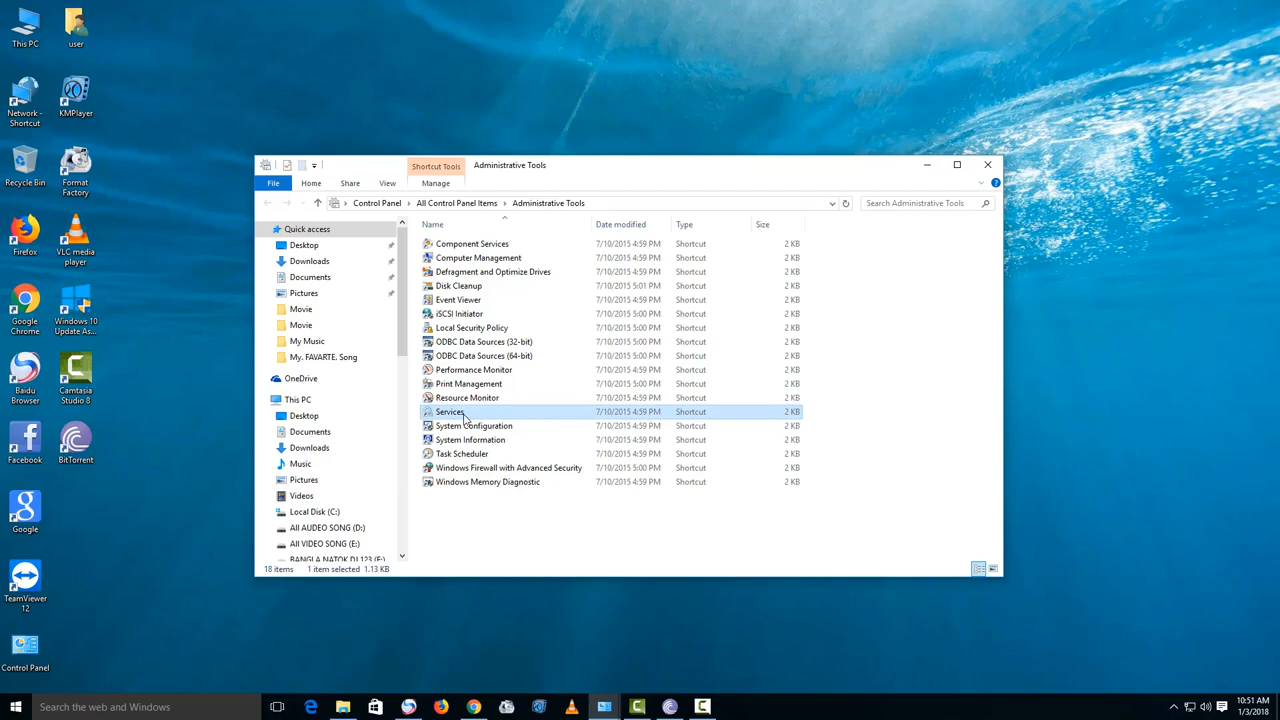 This PC
user
Network -
Shortcut
KMPlayer
Recycle Bin
Format
Factory
Firefox
VLC media
player
Google
Chrome
Windows 10
Update As...
Baidu
Browser
Camtasia
Studio 8
Facebook
BitTorrent
Google
TeamViewer
12
Control Panel
Shortcut Tools
Administrative Tools
File
Home
Share
View
Manage
Control Panel
All Control Panel Items
Administrative Tools
Search Administrative Tools
Name
Date modified
Type
Size
Quick access
Desktop
Downloads
Documents
Pictures
Movie
Movie
My Music
My. FAVARTE. Song
OneDrive
This PC
Desktop
Documents
Downloads
Music
Pictures
Videos
Local Disk (C:)
All AUDEO SONG (D:)
All VIDEO SONG (E:)
BANGLA NATOK DJ 123 (F:)
Component Services 7/10/2015 4:59 PM Shortcut 2 KB
Computer Management 7/10/2015 4:59 PM Shortcut 2 KB
Defragment and Optimize Drives 7/10/2015 4:59 PM Shortcut 2 KB
Disk Cleanup 7/10/2015 5:01 PM Shortcut 2 KB
Event Viewer 7/10/2015 4:59 PM Shortcut 2 KB
iSCSI Initiator 7/10/2015 5:00 PM Shortcut 2 KB
Local Security Policy 7/10/2015 5:00 PM Shortcut 2 KB
ODBC Data Sources (32-bit) 7/10/2015 5:00 PM Shortcut 2 KB
ODBC Data Sources (64-bit) 7/10/2015 5:00 PM Shortcut 2 KB
Performance Monitor 7/10/2015 4:59 PM Shortcut 2 KB
Print Management 7/10/2015 5:00 PM Shortcut 2 KB
Resource Monitor 7/10/2015 4:59 PM Shortcut 2 KB
Services 7/10/2015 4:59 PM Shortcut 2 KB
System Configuration 7/10/2015 4:59 PM Shortcut 2 KB
System Information 7/10/2015 4:59 PM Shortcut 2 KB
Task Scheduler 7/10/2015 4:59 PM Shortcut 2 KB
Windows Firewall with Advanced Security 7/10/2015 5:00 PM Shortcut 2 KB
Windows Memory Diagnostic 7/10/2015 4:59 PM Shortcut 2 KB
18 items 1 item selected 1.13 KB
Search the web and Windows
10:51 AM
1/3/2018